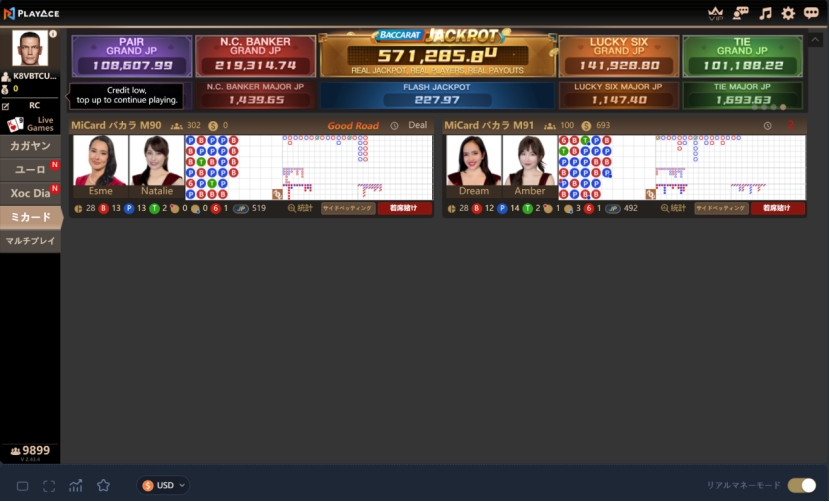 PLAYACE
VIP
K8VBTCU...
0
RC
Live
Games
カガヤン
ユーロ N
Xoc Dia N
ミカード
マルチプレイ
9899
Credit low,
top up to continue playing.
PAIR
GRAND JP
108,607.99
N.C. BANKER
GRAND JP
219,314.74
BACCARAT JACKPOT
REAL JACKPOT, REAL PLAYERS, REAL PAYOUTS
LUCKY SIX
GRAND JP
141,928.80
TIE
GRAND JP
101,188.22
N.C. BANKER MAJOR JP
1,439.65
FLASH JACKPOT
227.97
LUCKY SIX MAJOR JP
1,147.40
TIE MAJOR JP
1,693.63
MiCard バカラ M90 302 0 Good Road Deal
Esme Natalie
28 B 13 P 13 T 2 0 0 6 1 JP 519 統計 サイドベッティング 着席賭け
MiCard バカラ M91 100 693
Dream Amber
28 B 12 P 14 T 2 1 3 6 1 JP 492 統計 サイドベッティング 着席賭け
USD
リアルマネーモード